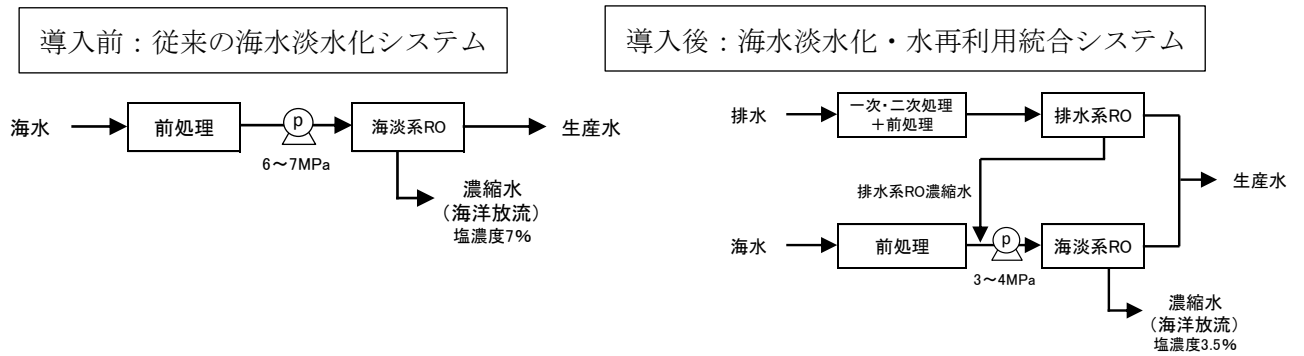 導入前：従来の海水淡水化システム
海水
前処理
p
6～7MPa
海淡系RO
生産水
濃縮水
（海洋放流）
塩濃度7%
導入後：海水淡水化・水再利用統合システム
排水
一次・二次処理
＋前処理
排水系RO
排水系RO濃縮水
生産水
海水
前処理
p
3～4MPa
海淡系RO
濃縮水
（海洋放流）
塩濃度3.5%